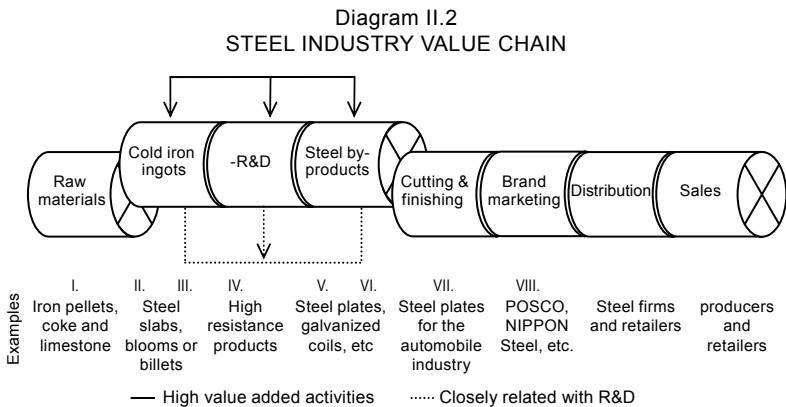 Diagram II.2
STEEL INDUSTRY VALUE CHAIN
Raw
materials
Cold iron
ingots
-R&D
Steel by-
products
Cutting &
finishing
Brand
marketing
Distribution
Sales
Examples
I.
Iron pellets,
coke and
limestone
II. III.
Steel
slabs,
blooms or
billets
IV.
High
resistance
products
V. VI.
Steel plates,
galvanized
coils, etc
VII.
Steel plates
for the
automobile
industry
VIII.
POSCO,
NIPPON
Steel, etc.
Steel firms
and retailers
producers
and
retailers
High value added activities
Closely related with R&D